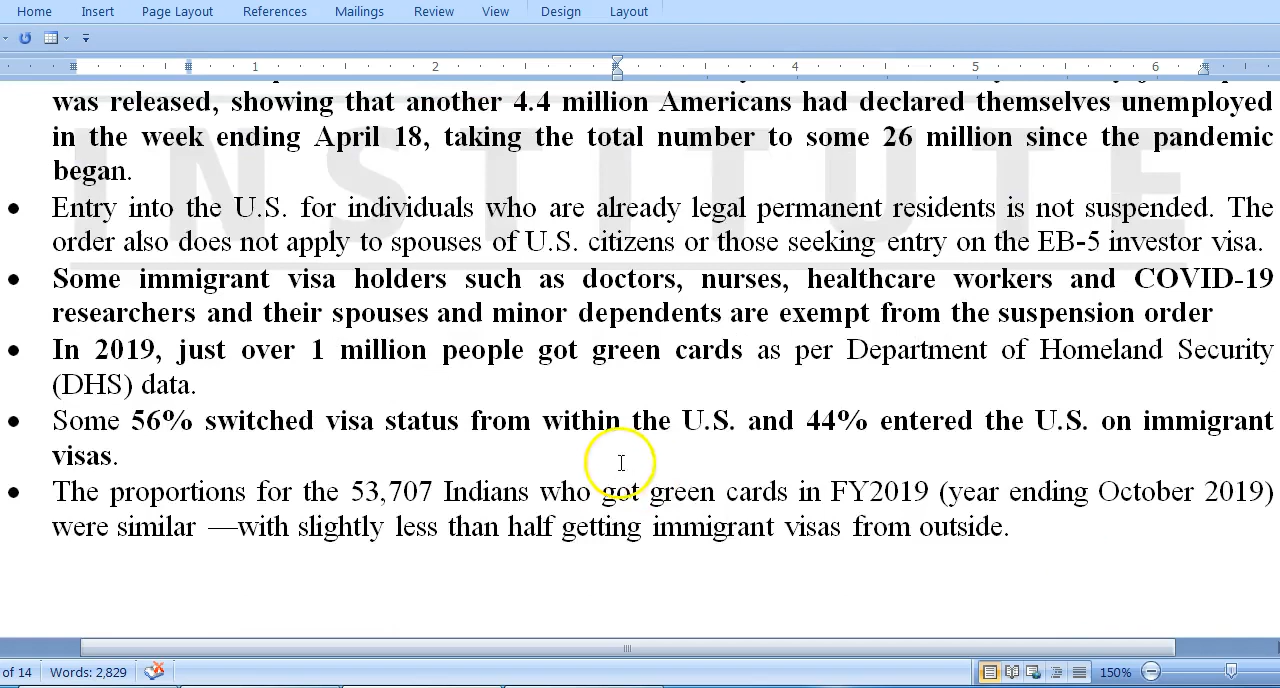 Home Insert Page Layout References Mailings Review View Design Layout
1 2 4 5 6
was released, showing that another 4.4 million Americans had declared themselves unemployed
in the week ending April 18, taking the total number to some 26 million since the pandemic
began.
INSTITUTE
• Entry into the U.S. for individuals who are already legal permanent residents is not suspended. The
order also does not apply to spouses of U.S. citizens or those seeking entry on the EB-5 investor visa.
• Some immigrant visa holders such as doctors, nurses, healthcare workers and COVID-19
researchers and their spouses and minor dependents are exempt from the suspension order
• In 2019, just over 1 million people got green cards as per Department of Homeland Security
(DHS) data.
• Some 56% switched visa status from within the U.S. and 44% entered the U.S. on immigrant
visas.
• The proportions for the 53,707 Indians who got green cards in FY2019 (year ending October 2019)
were similar —with slightly less than half getting immigrant visas from outside.
of 14 Words: 2,829 150%